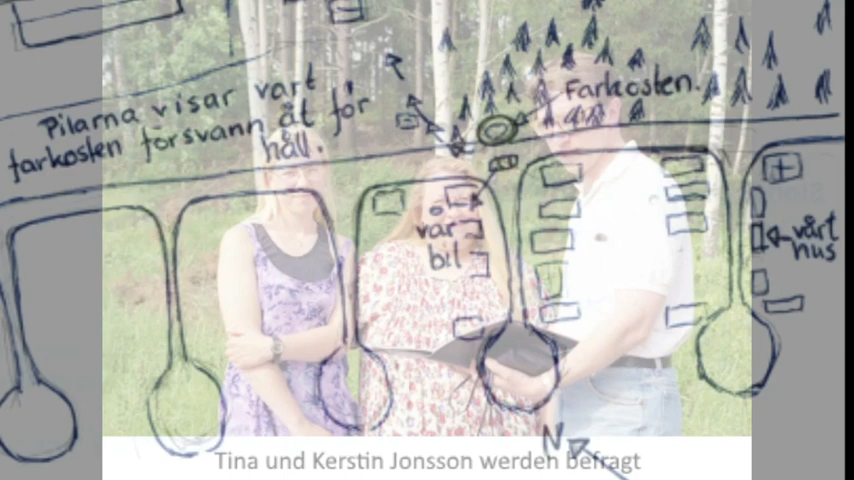 Farkosten.
Pilarna visar vart
farkosten försvann åt för
håll.
vår
bil
vårt
hus
N
Tina und Kerstin Jonsson werden befragt